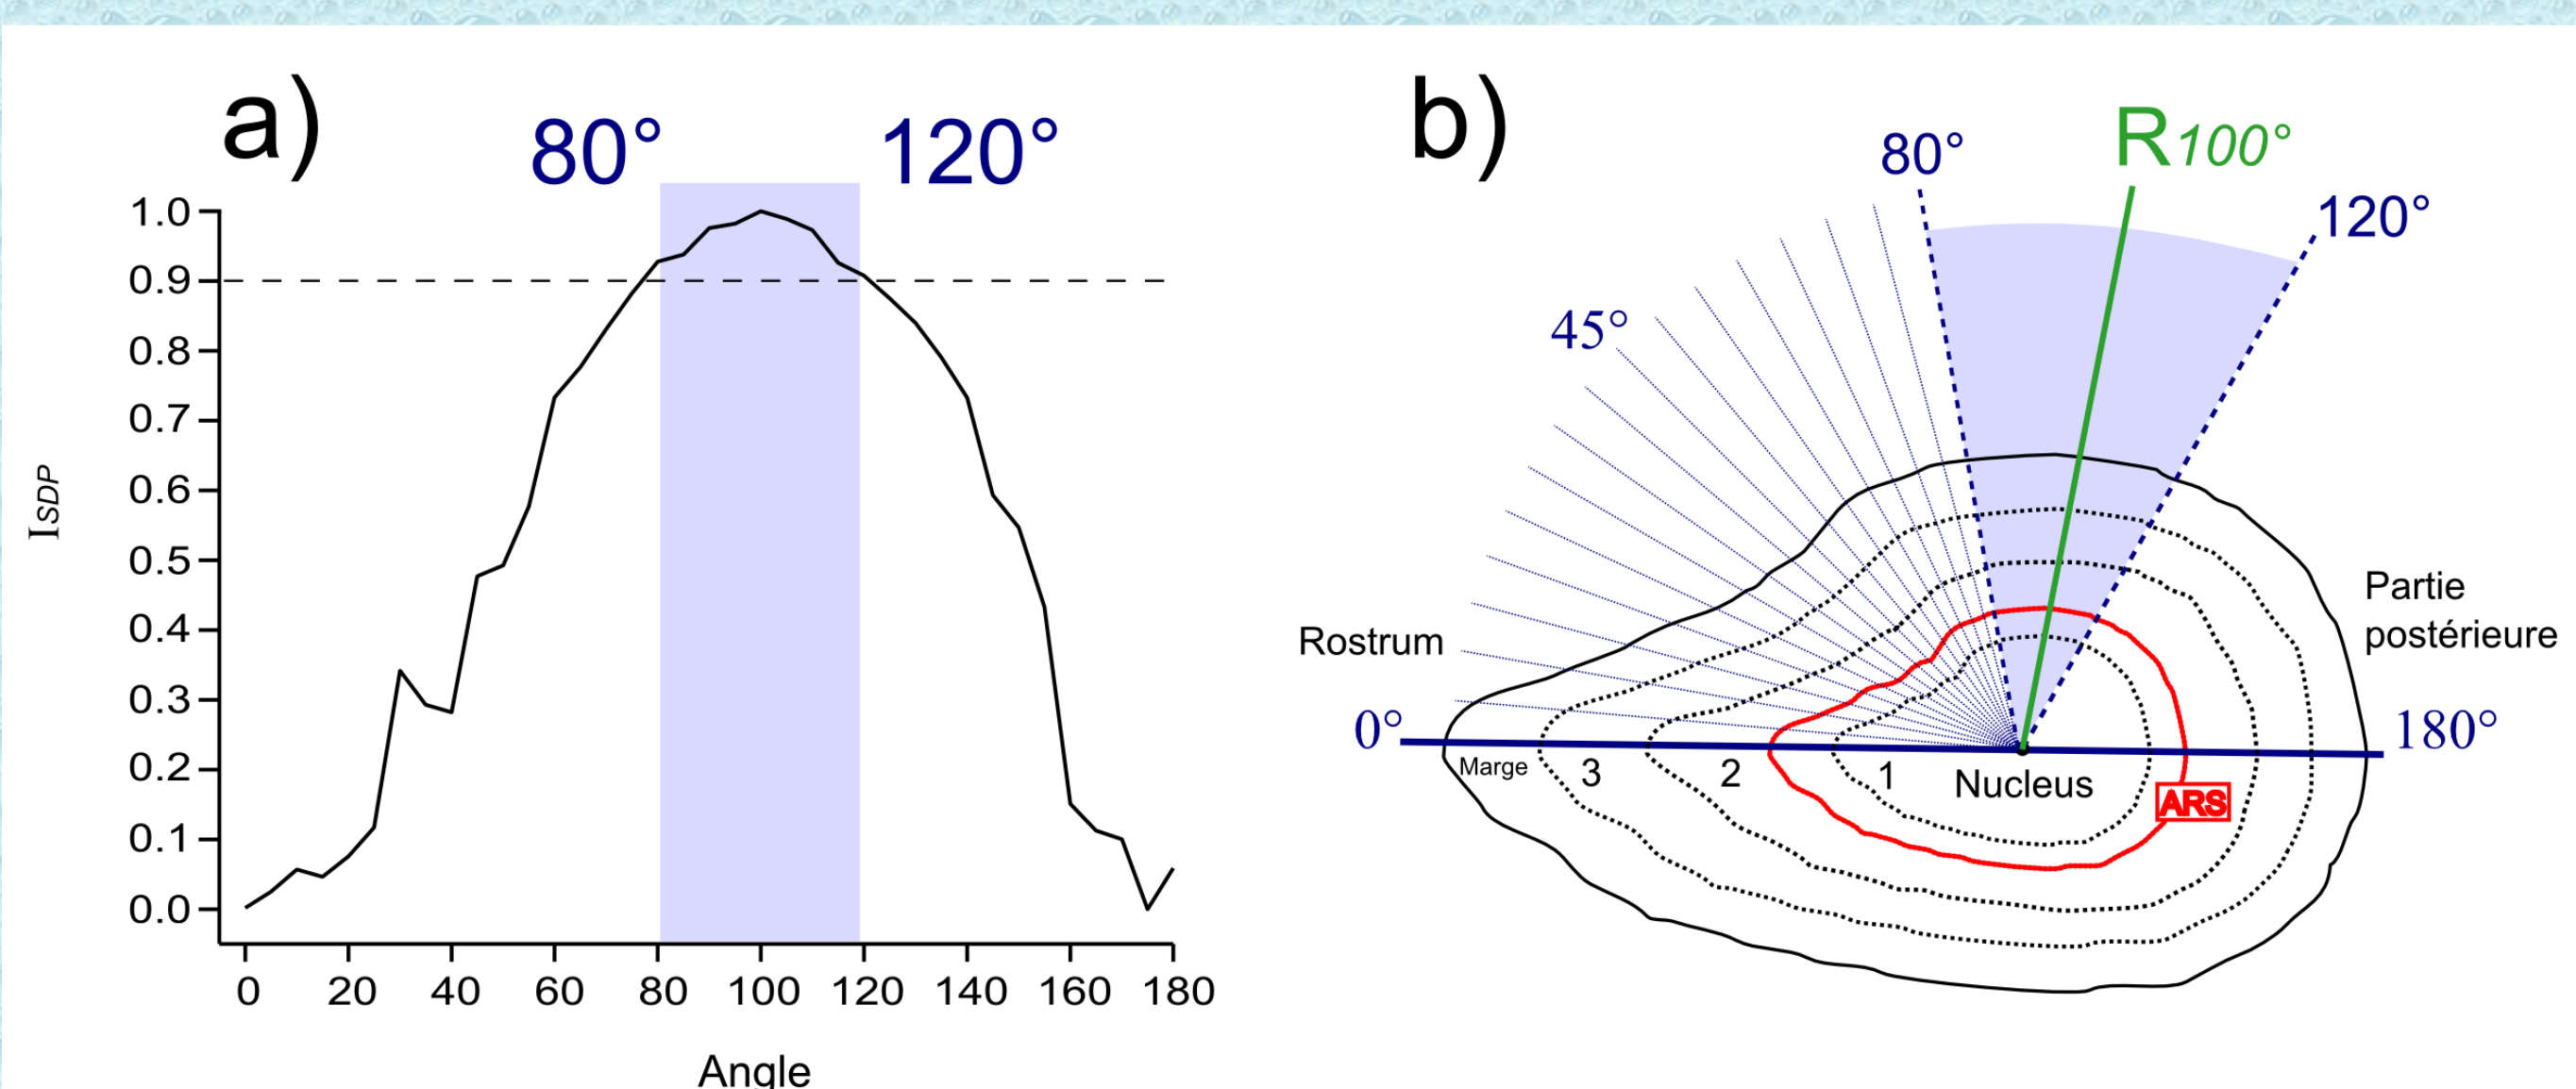 a)
80° 120°
1.0
0.9
0.8
0.7
0.6
0.5
0.4
0.3
0.2
0.1
0.0
ISDP
0 20 40 60 80 100 120 140 160 180
Angle
b)
80°
R100°
120°
45°
Rostrum
Partie
postérieure
0°
180°
Marge 3 2 1 Nucleus
ARS